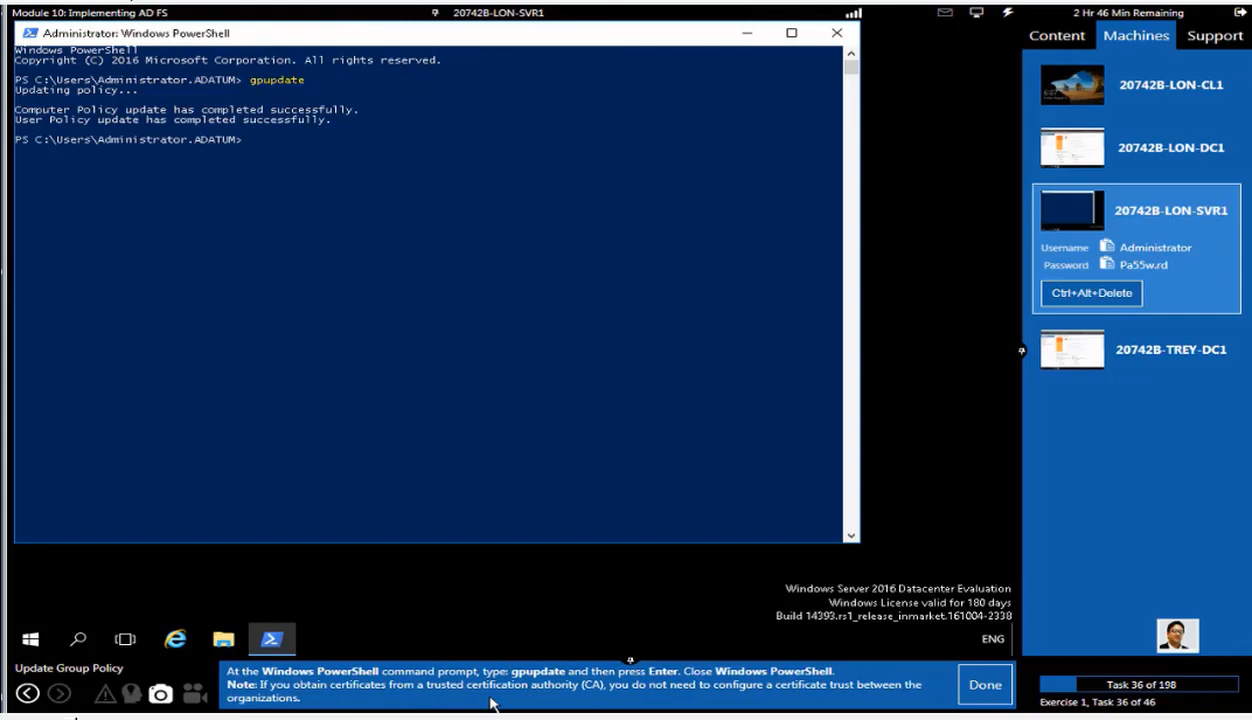 Module 10: Implementing AD FS
20742B-LON-SVR1
2 Hr 46 Min Remaining
Administrator: Windows PowerShell
Content
Machines
Support
Windows PowerShell
Copyright (C) 2016 Microsoft Corporation. All rights reserved.
PS C:\Users\Administrator.ADATUM> gpupdate
Updating policy...
Computer Policy update has completed successfully.
User Policy update has completed successfully.
PS C:\Users\Administrator.ADATUM>
20742B-LON-CL1
20742B-LON-DC1
20742B-LON-SVR1
Username Administrator
Password Pa55w.rd
Ctrl+Alt+Delete
20742B-TREY-DC1
Windows Server 2016 Datacenter Evaluation
Windows License valid for 180 days
Build 14393.rs1_release_inmarket.161004-2338
ENG
Update Group Policy
At the Windows PowerShell command prompt, type: gpupdate and then press Enter. Close Windows PowerShell.
Note: If you obtain certificates from a trusted certification authority (CA), you do not need to configure a certificate trust between the
organizations.
Done
Task 36 of 198
Exercise 1, Task 36 of 46